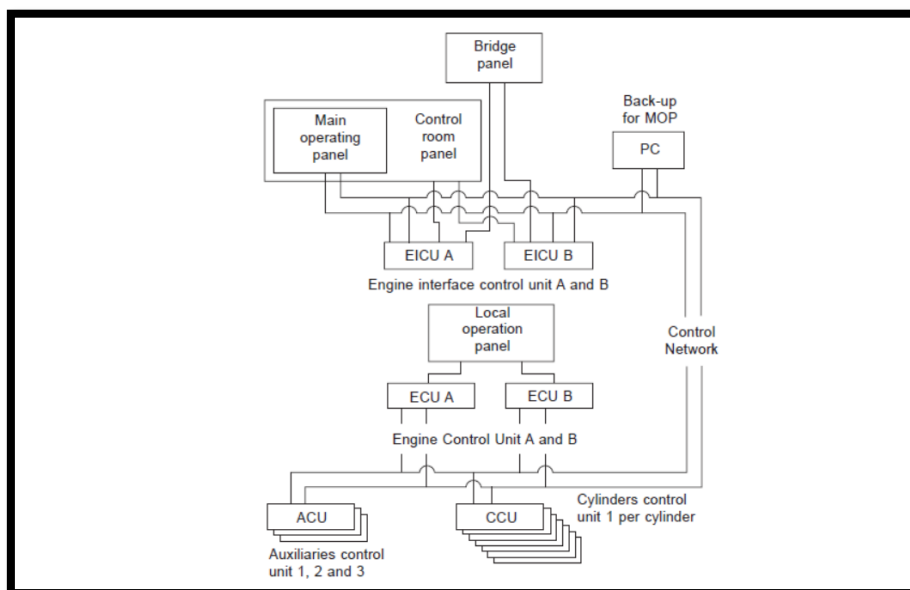 Bridge
panel
Main
operating
panel
Control
room
panel
Back-up
for MOP
PC
EICU A
EICU B
Engine interface control unit A and B
Local
operation
panel
Control
Network
ECU A
ECU B
Engine Control Unit A and B
ACU
CCU
Cylinders control
unit 1 per cylinder
Auxiliaries control
unit 1, 2 and 3